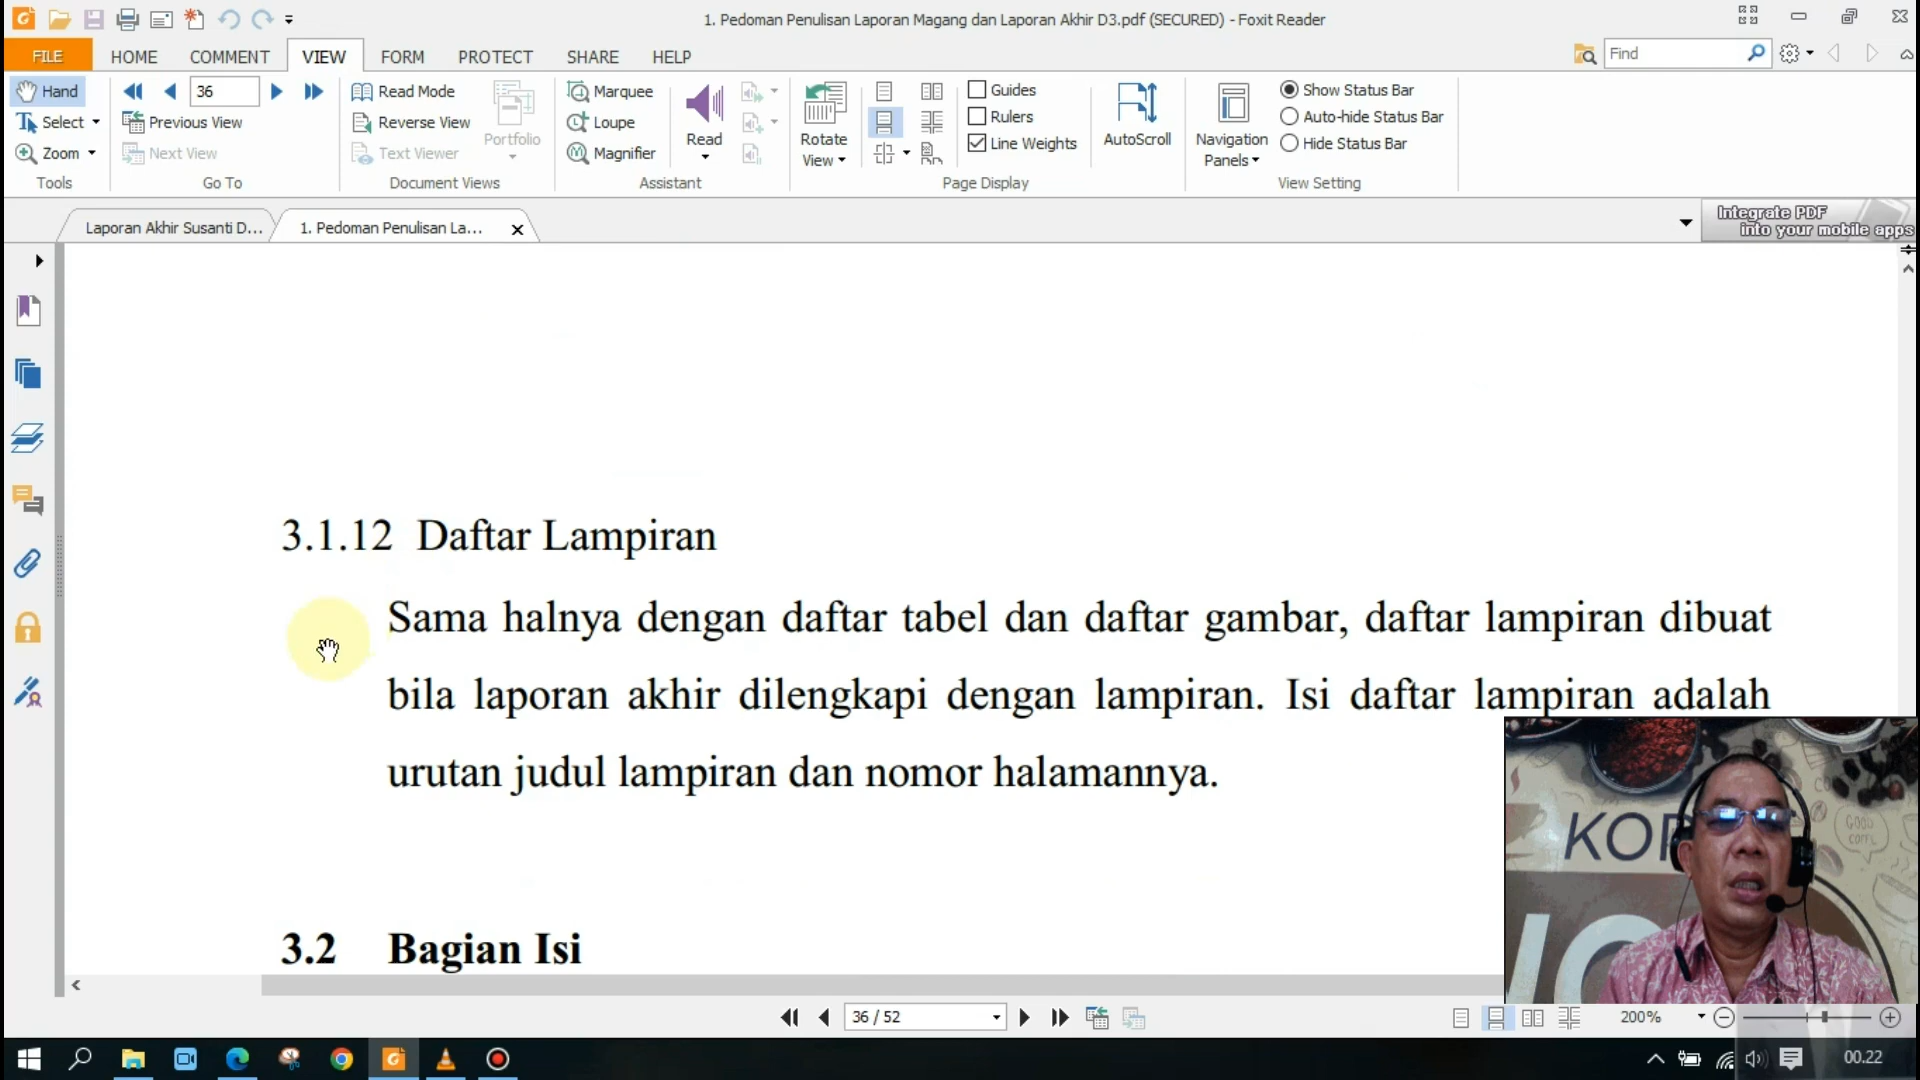 1. Pedoman Penulisan Laporan Magang dan Laporan Akhir D3.pdf (SECURED) - Foxit Reader
FILE HOME COMMENT VIEW FORM PROTECT SHARE HELP Find
Hand 36 Read Mode Marquee Guides Show Status Bar
Select Previous View Reverse View Loupe Rulers Auto-hide Status Bar
Zoom Next View Text Viewer Magnifier Line Weights Hide Status Bar
Portfolio Read Rotate View AutoScroll Navigation Panels
Tools Go To Document Views Assistant Page Display View Setting
Laporan Akhir Susanti D... 1. Pedoman Penulisan La...
Integrate PDF
into your mobile apps
3.1.12 Daftar Lampiran
Sama halnya dengan daftar tabel dan daftar gambar, daftar lampiran dibuat
bila laporan akhir dilengkapi dengan lampiran. Isi daftar lampiran adalah
urutan judul lampiran dan nomor halamannya.
3.2 Bagian Isi
GOOD
KOP
36 / 52 200%
00.22